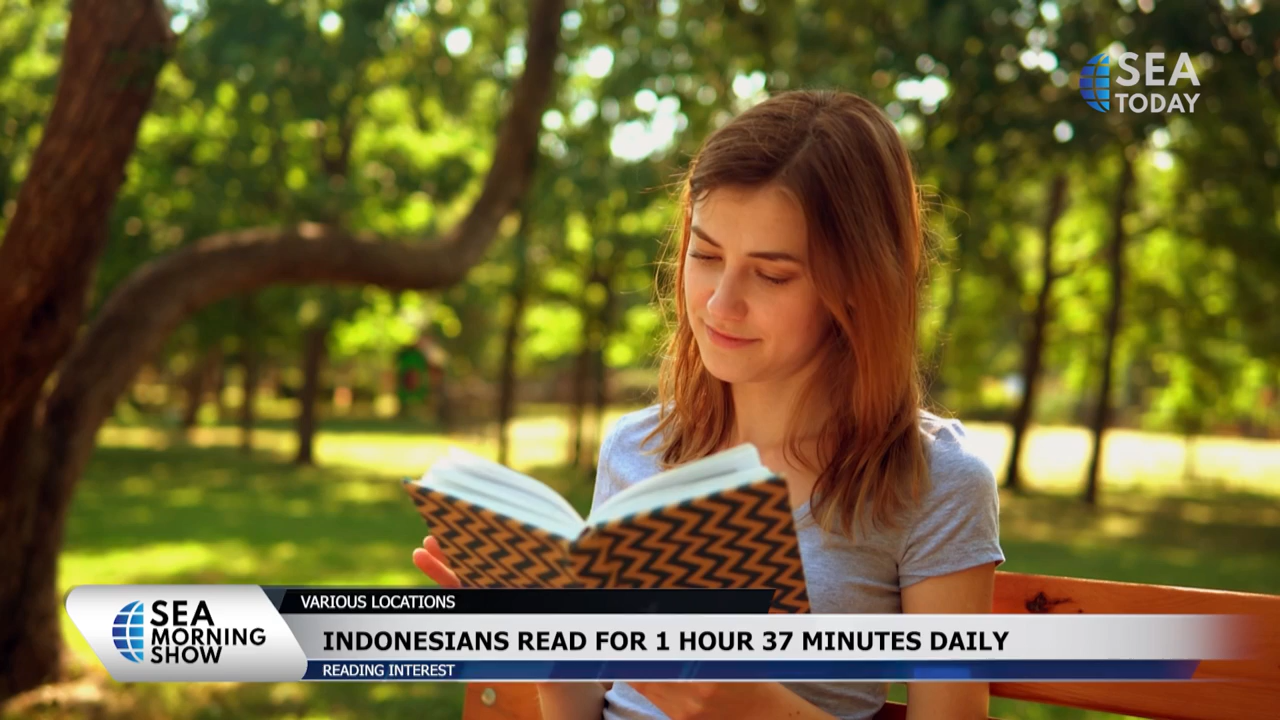 SEA
TODAY
VARIOUS LOCATIONS
SEA
MORNING
SHOW
INDONESIANS READ FOR 1 HOUR 37 MINUTES DAILY
READING INTEREST